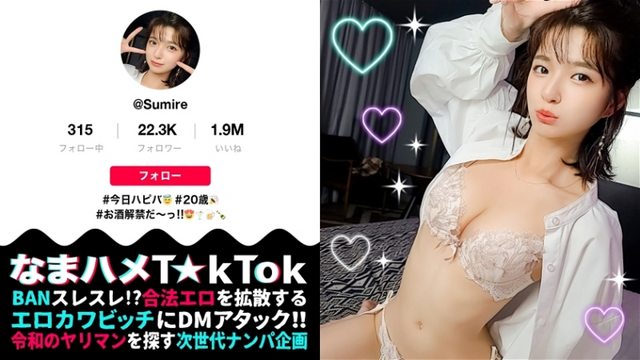 @Sumire
315
22.3K
1.9M
フォロー中
フォロワー
いいね
フォロー
#今日ハピバ😇 #20歳🍾
#お酒解禁だ〜っ!!😍🍸🍻🍾
なまハメT★kTok
BANスレスレ!?合法エロを拡散する
エロカワビッチにDMアタック!!
令和のヤリマンを探す次世代ナンパ企画